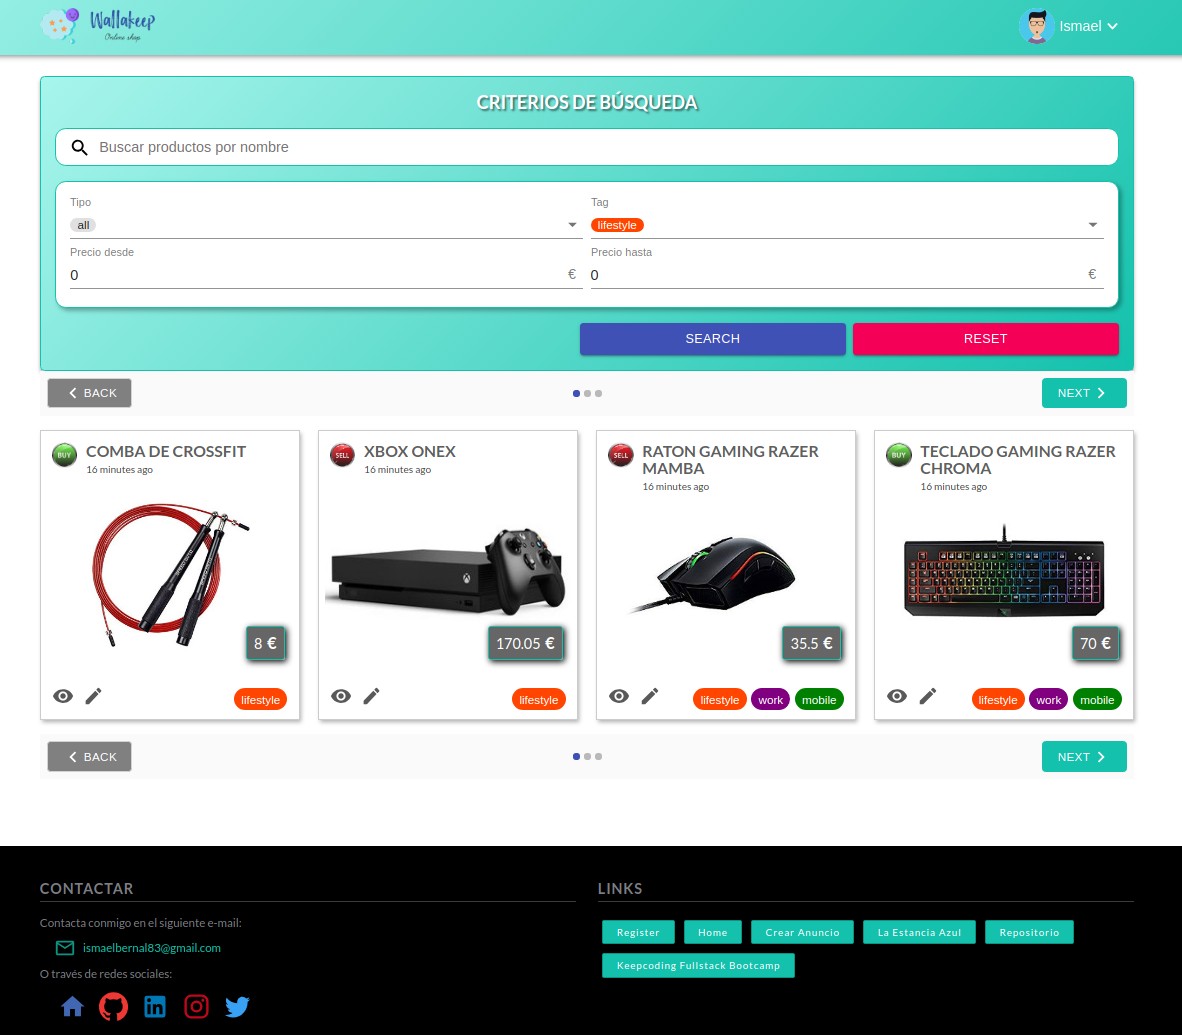 Wallakeep
Online shop
Ismael
CRITERIOS DE BÚSQUEDA
Buscar productos por nombre
Tipo
Tag
all
lifestyle
Precio desde
Precio hasta
0 €
0 €
SEARCH
RESET
BACK
NEXT
BUY
COMBA DE CROSSFIT
16 minutes ago
8 €
lifestyle
SELL
XBOX ONEX
16 minutes ago
170.05 €
lifestyle
SELL
RATON GAMING RAZER
MAMBA
16 minutes ago
35.5 €
lifestyle work mobile
BUY
TECLADO GAMING RAZER
CHROMA
16 minutes ago
70 €
lifestyle work mobile
BACK
NEXT
CONTACTAR
Contacta conmigo en el siguiente e-mail:
ismaelbernal83@gmail.com
O través de redes sociales:
LINKS
Register Home Crear Anuncio La Estancia Azul Repositorio
Keepcoding Fullstack Bootcamp